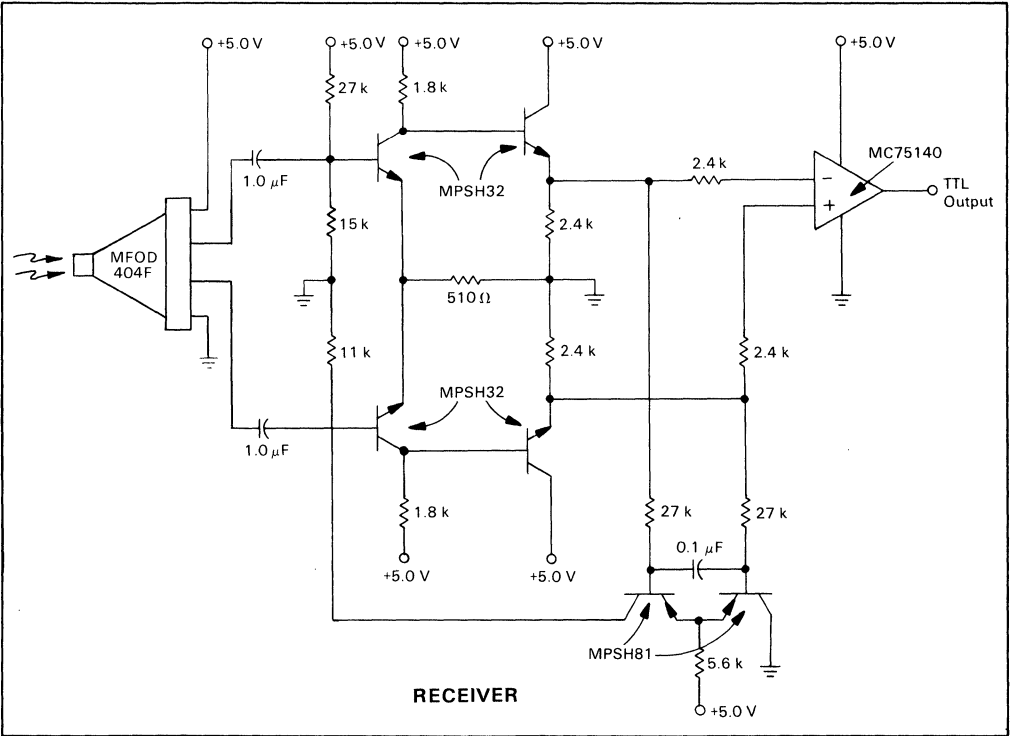 +5.0 V
+5.0 V
+5.0 V
+5.0 V
+5.0 V
27 k
1.8 k
MC75140
1.0 μF
MPSH32
2.4 k
−
+
TTL
Output
15 k
2.4 k
MFOD
404F
510 Ω
11 k
2.4 k
2.4 k
MPSH32
1.0 μF
1.8 k
27 k
27 k
0.1 μF
+5.0 V
+5.0 V
MPSH81
5.6 k
RECEIVER
+5.0 V